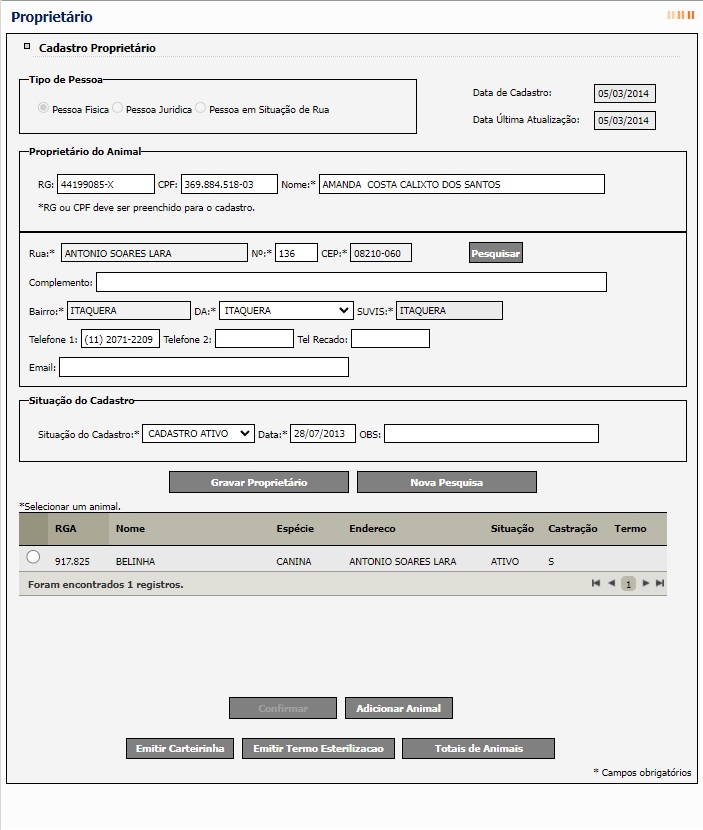 Proprietário
Cadastro Proprietário
Tipo de Pessoa
Pessoa Fisica Pessoa Juridica Pessoa em Situação de Rua
Data de Cadastro: 05/03/2014
Data Última Atualização: 05/03/2014
Proprietário do Animal
RG: 44199085-X CPF: 369.884.518-03 Nome:* AMANDA COSTA CALIXTO DOS SANTOS
*RG ou CPF deve ser preenchido para o cadastro.
Rua:* ANTONIO SOARES LARA Nº:* 136 CEP:* 08210-060 Pesquisar
Complemento:
Bairro:* ITAQUERA DA:* ITAQUERA SUVIS:* ITAQUERA
Telefone 1: (11) 2071-2209 Telefone 2: Tel Recado:
Email:
Situação do Cadastro
Situação do Cadastro:* CADASTRO ATIVO Data:* 28/07/2013 OBS:
Gravar Proprietário Nova Pesquisa
*Selecionar um animal.
RGA Nome Espécie Endereco Situação Castração Termo
917.825 BELINHA CANINA ANTONIO SOARES LARA ATIVO S
Foram encontrados 1 registros. 1
Confirmar Adicionar Animal
Emitir Carteirinha Emitir Termo Esterilizacao Totais de Animais
* Campos obrigatórios